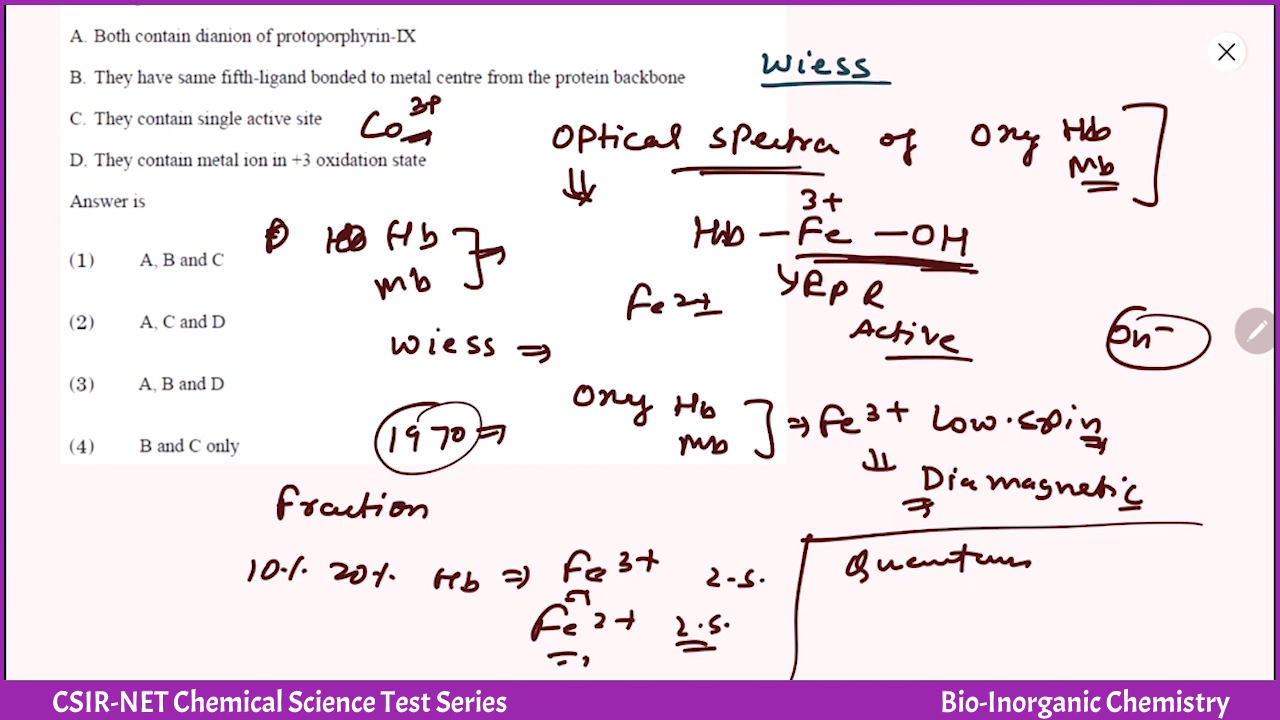 A. Both contain dianion of protoporphyrin-IX
B. They have same fifth-ligand bonded to metal centre from the protein backbone
Wiess
C. They contain single active site
Co 3+
Optical spectra of Oxy Hb
Mb
D. They contain metal ion in +3 oxidation state
Answer is
3+
Hb - Fe - OH
Hb
Mb
EPR
Active
Fe2+
(1) A, B and C
(2) A, C and D
Wiess ⇒
(3) A, B and D
Oxy Hb
Mb
⇒ Fe3+ Low.spin
Diamagnetic
1970 ⇒
(4) B and C only
fraction
10% 20% Hb ⇒ Fe3+
Fe2+
Quantum
CSIR-NET Chemical Science Test Series
Bio-Inorganic Chemistry